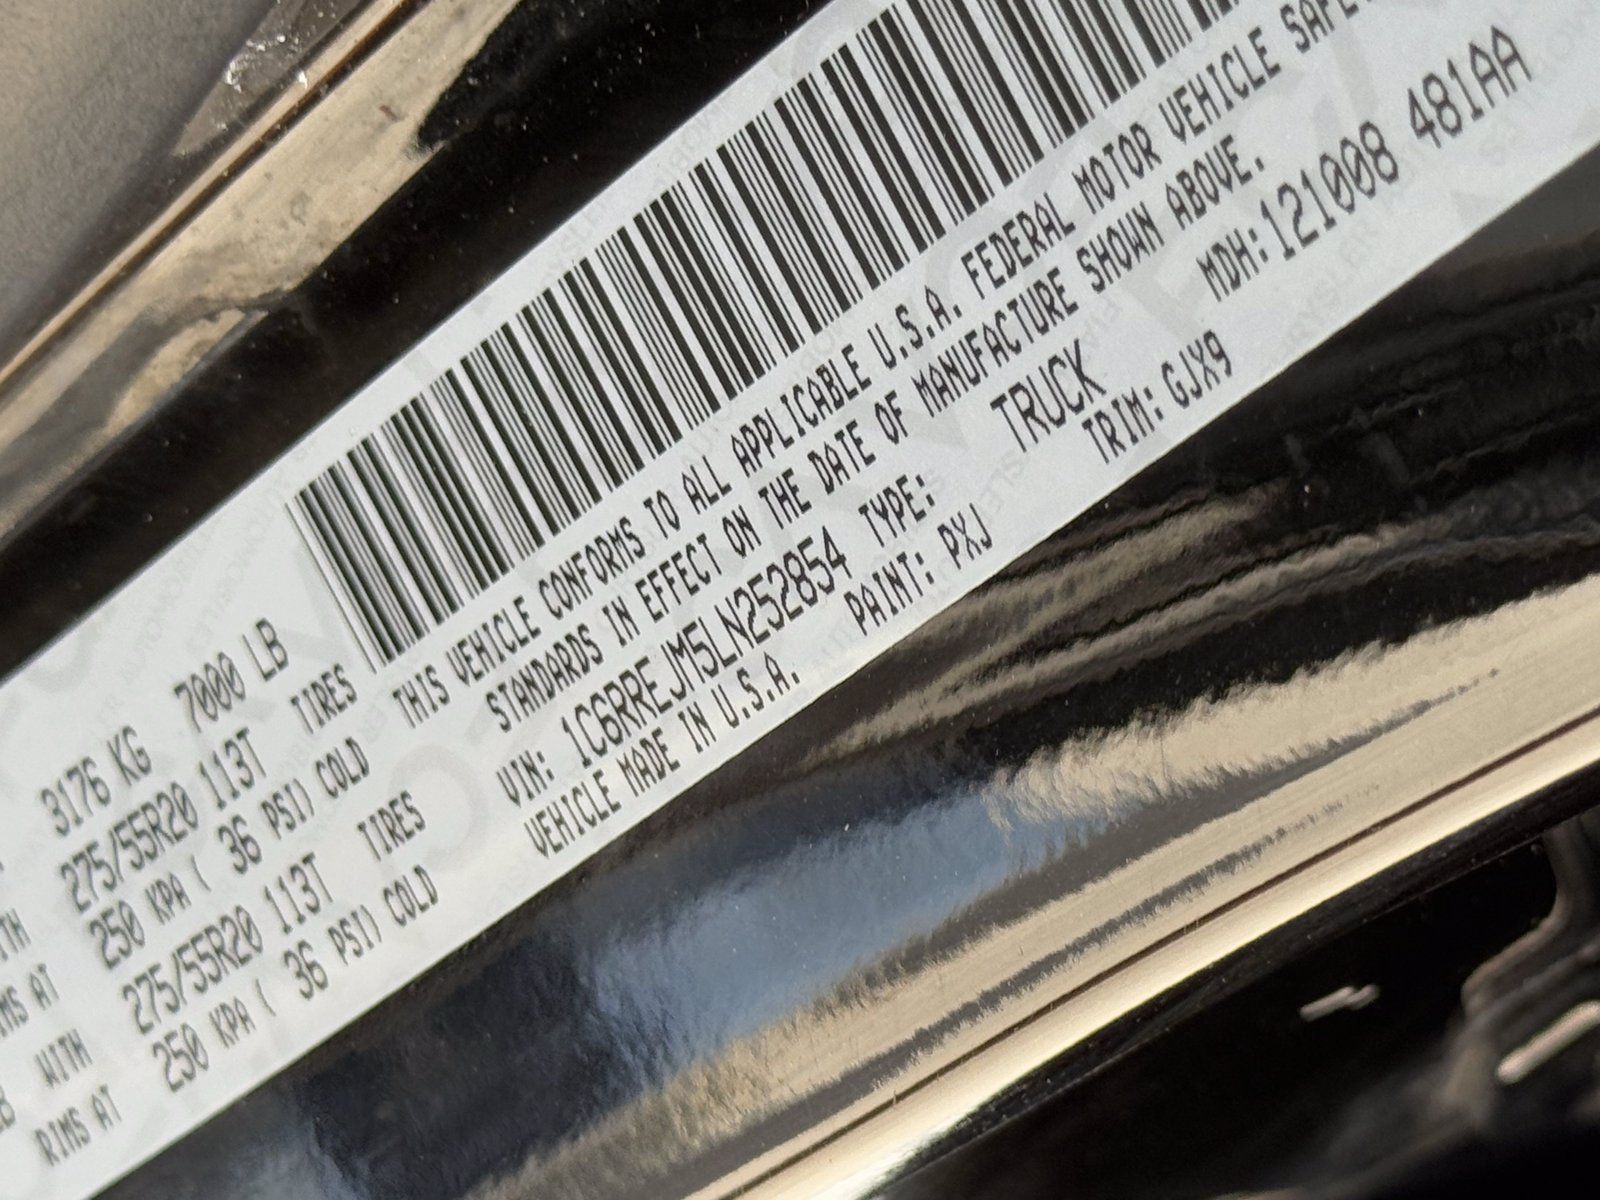 3176 KG 7000 LB
WITH 275/55R20 113T TIRES
RIMS AT 250 KPA ( 36 PSI) COLD
WITH 275/55R20 113T TIRES
RIMS AT 250 KPA ( 36 PSI) COLD
THIS VEHICLE CONFORMS TO ALL APPLICABLE U.S.A. FEDERAL MOTOR VEHICLE
STANDARDS IN EFFECT ON THE DATE OF MANUFACTURE SHOWN ABOVE.
VIN: 1C6RREJM5LN252854 TYPE: TRUCK MDH: 121008 481AA
VEHICLE MADE IN U.S.A. PAINT: PXJ TRIM: GJX9